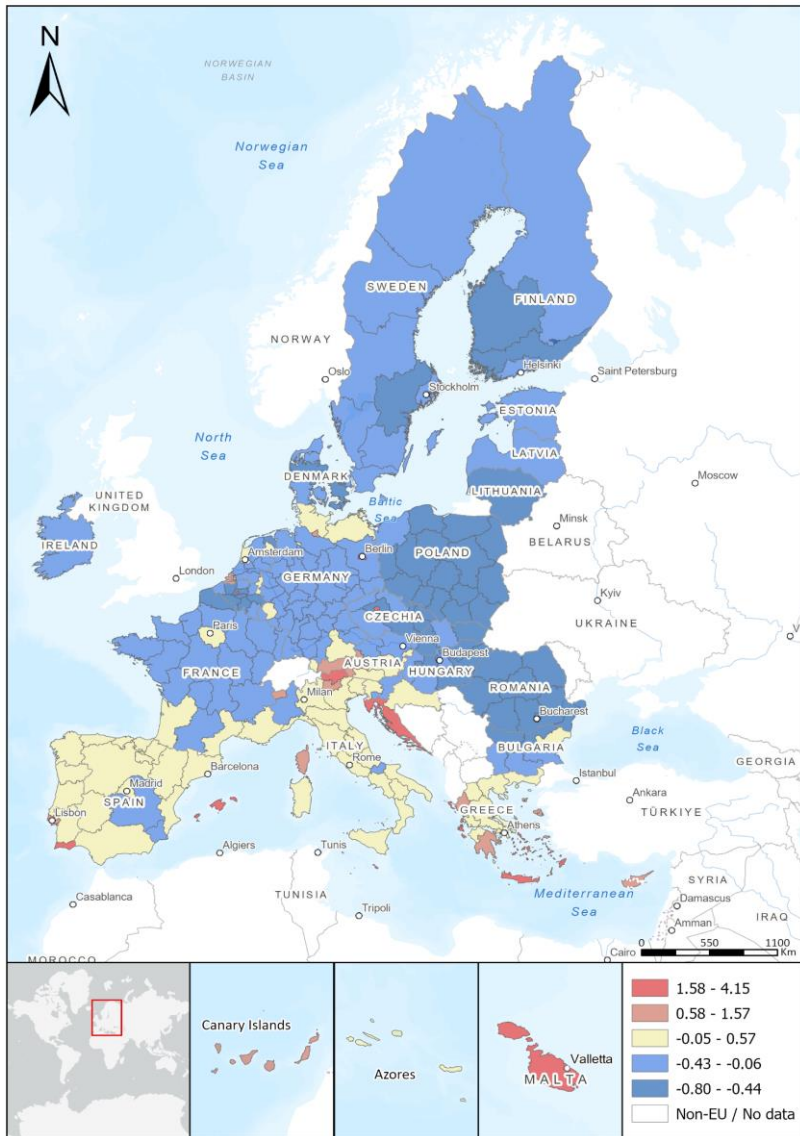 N
NORWEGIAN
BASIN
Norwegian
Sea
SWEDEN
FINLAND
NORWAY
Oslo
Helsinki
Stockholm
Saint Petersburg
ESTONIA
North
Sea
LATVIA
Moscow
DENMARK
Baltic
Sea
LITHUANIA
UNITED
KINGDOM
Minsk
BELARUS
IRELAND
Amsterdam
Berlin
POLAND
London
GERMANY
Kyiv
CZECHIA
UKRAINE
Paris
Vienna
V
Budapest
AUSTRIA
FRANCE
HUNGARY
ROMANIA
Milan
Bucharest
Black
Sea
BULGARIA
ITALY
GEORGIA
Barcelona
Rome
Istanbul
Madrid
Ankara
SPAIN
GREECE
TÜRKIYE
Lisbon
Athens
Algiers
Tunis
SYRIA
Mediterranean
Sea
Casablanca
TUNISIA
Damascus
Tripoli
Amman
IRAQ
MOROCCO
Cairo
0 550 1100
Km
Canary Islands
Azores
Valletta
MALTA
1.58 - 4.15
0.58 - 1.57
-0.05 - 0.57
-0.43 - -0.06
-0.80 - -0.44
Non-EU / No data